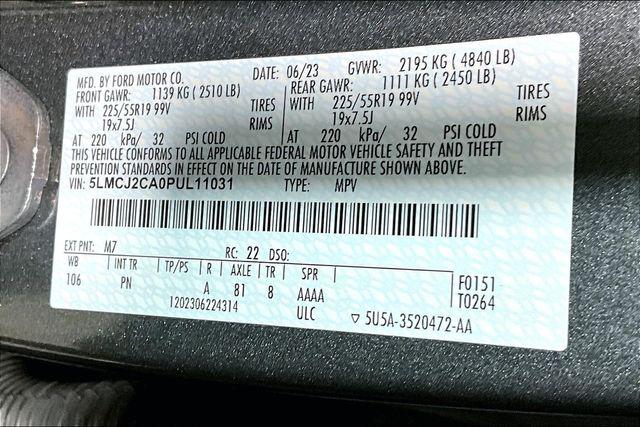 MFD. BY FORD MOTOR CO. DATE: 06/23 GVWR: 2195 KG ( 4840 LB)
FRONT GAWR: 1139 KG ( 2510 LB) REAR GAWR: 1111 KG ( 2450 LB)
WITH 225/55R19 99V TIRES WITH 225/55R19 99V TIRES
19x7.5J RIMS 19x7.5J RIMS
AT 220 kPa/ 32 PSI COLD AT 220 kPa/ 32 PSI COLD
THIS VEHICLE CONFORMS TO ALL APPLICABLE FEDERAL MOTOR VEHICLE SAFETY AND THEFT
PREVENTION STANDARDS IN EFFECT ON THE DATE OF MANUFACTURE SHOWN ABOVE.
VIN: 5LMCJ2CA0PUL11031 TYPE: MPV
EXT PNT: M7 RC: 22 DSO:
WB INT TR TP/PS R AXLE TR SPR F0151
106 PN A 81 8 AAAA T0264
1202306224314 ULC ▽ 5U5A-3520472-AA